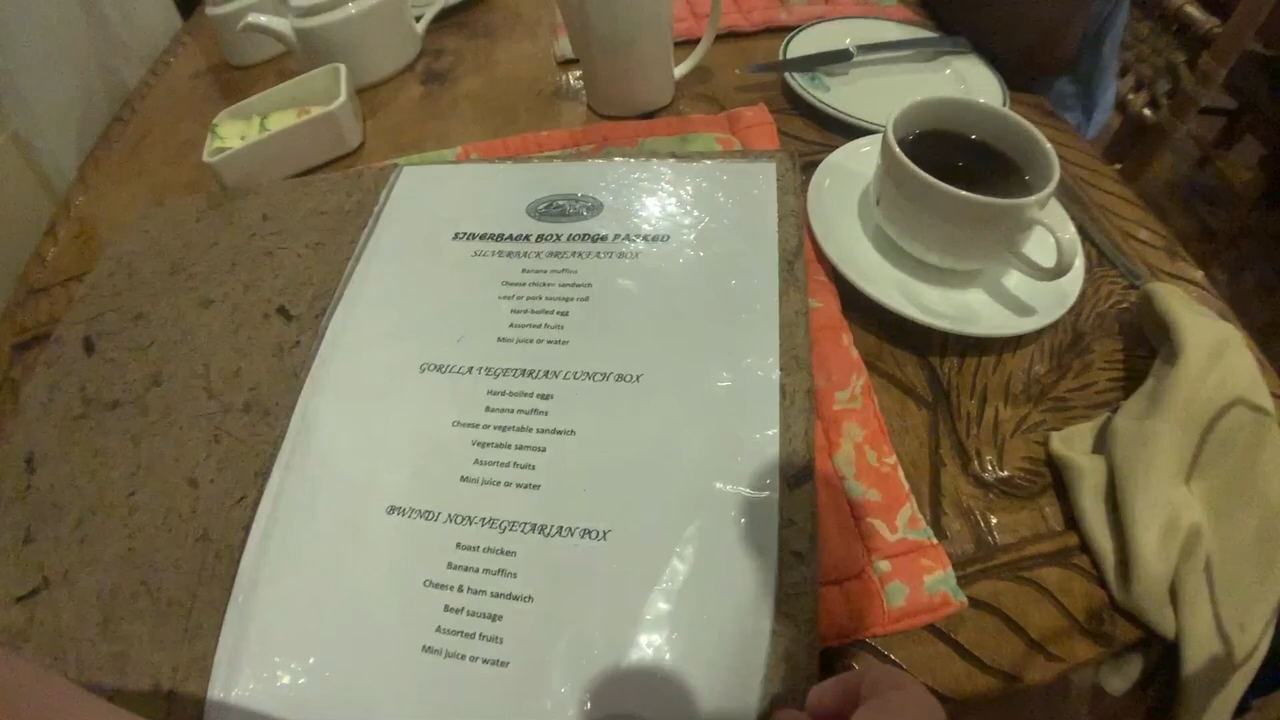 SILVERBACK BOX LODGE PARKED
SILVERBACK BREAKFAST BOX
Banana muffins
Cheese chicken sandwich
Beef or pork sausage roll
Hard-boiled egg
Assorted fruits
Mini juice or water
GORILLA VEGETARIAN LUNCH BOX
Hard-boiled eggs
Banana muffins
Cheese or vegetable sandwich
Vegetable samosa
Assorted fruits
Mini juice or water
BWINDI NON-VEGETARIAN POX
Roast chicken
Banana muffins
Cheese & ham sandwich
Beef sausage
Assorted fruits
Mini juice or water